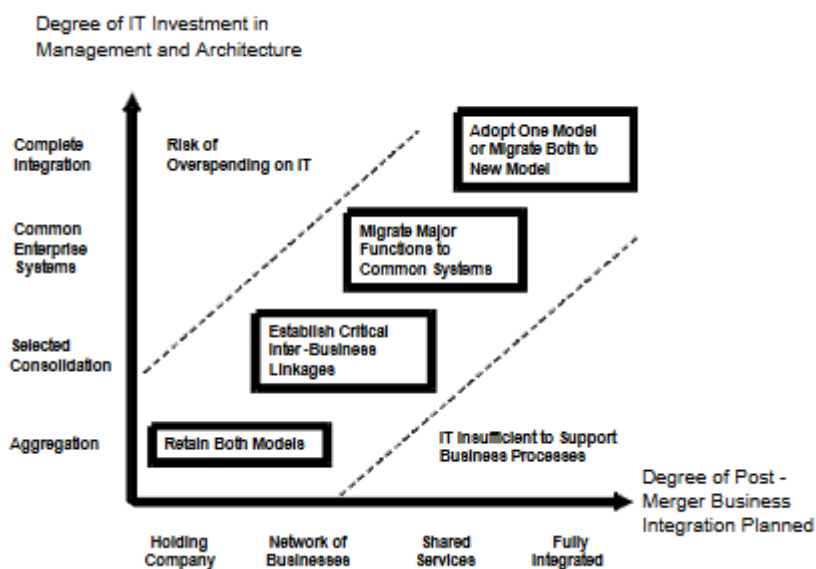 Degree of IT Investment in
Management and Architecture
Complete
Integration
Risk of
Overspending on IT
Adopt One Model
or Migrate Both to
New Model
Common
Enterprise
Systems
Migrate Major
Functions to
Common Systems
Selected
Consolidation
Establish Critical
Inter -Business
Linkages
Aggregation
Retain Both Models
IT Insufficient to Support
Business Processes
Degree of Post -
Merger Business
Integration Planned
Holding
Company
Network of
Businesses
Shared
Services
Fully
Integrated